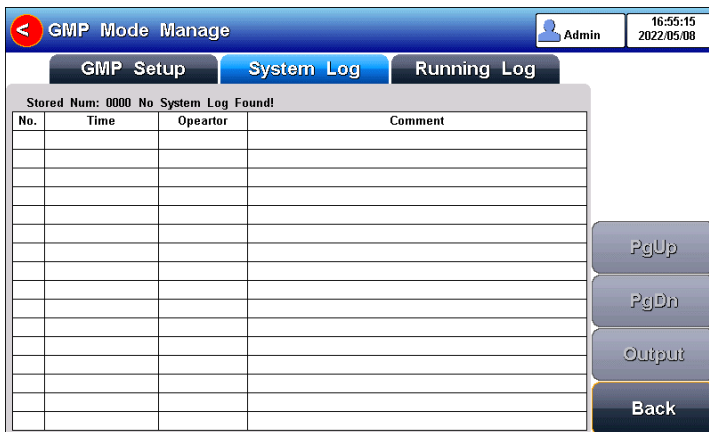 <
GMP Mode Manage
Admin
16:55:15
2022/05/08
GMP Setup
System Log
Running Log
Stored Num: 0000 No System Log Found!
No. Time Opeartor Comment
PgUp
PgDn
Output
Back